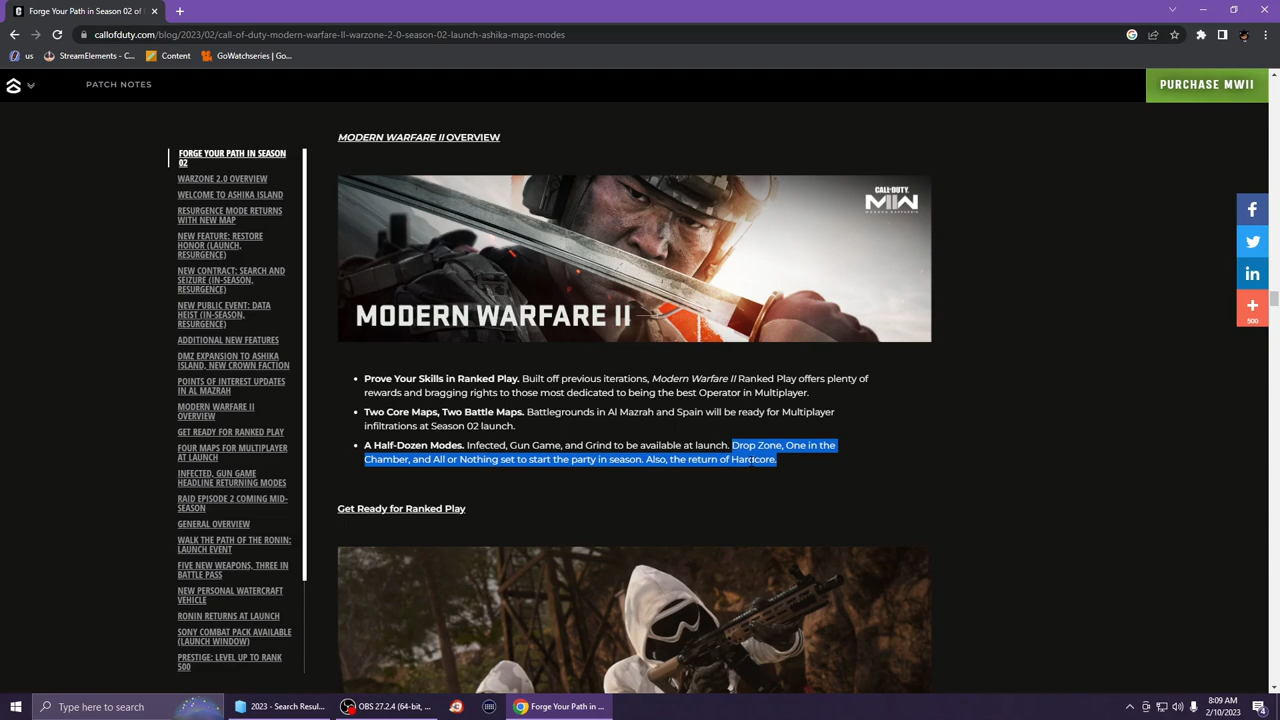 Forge Your Path in
callofduty.com/blog/2023/02/call-of-duty-modern-warfare-II-warzone-2-0-season-02-launch-ashika-maps-modes
us
StreamElements - ...
Content
GoWatchseries | Go...
PATCH NOTES
PURCHASE MWII
FORGE YOUR PATH IN SEASON
02
WARZONE 2.0 OVERVIEW
WELCOME TO ASHIKA ISLAND
RESURGENCE MODE RETURNS
WITH NEW MAP
NEW FEATURE: RESTORE
HONOR (LAUNCH,
RESURGENCE)
NEW CONTRACT: SEARCH AND
SEIZURE (IN-SEASON,
RESURGENCE)
NEW PUBLIC EVENT: DATA
HEIST (IN-SEASON,
RESURGENCE)
ADDITIONAL NEW FEATURES
DMZ EXPANSION TO ASHIKA
ISLAND, NEW CROWN FACTION
POINTS OF INTEREST UPDATES
IN AL MAZRAH
MODERN WARFARE II
OVERVIEW
GET READY FOR RANKED PLAY
FOUR MAPS FOR MULTIPLAYER
AT LAUNCH
INFECTED, GUN GAME
HEADLINE RETURNING MODES
RAID EPISODE 2 COMING MID-
SEASON
GENERAL OVERVIEW
WALK THE PATH OF THE RONIN:
LAUNCH EVENT
FIVE NEW WEAPONS, THREE IN
BATTLE PASS
NEW PERSONAL WATERCRAFT
VEHICLE
RONIN RETURNS AT LAUNCH
SONY COMBAT PACK AVAILABLE
(LAUNCH WINDOW)
PRESTIGE: LEVEL UP TO RANK
500
MODERN WARFARE II OVERVIEW
CALL OF DUTY
MWII
MODERN WARFARE II
MODERN WARFARE II
• Prove Your Skills in Ranked Play. Built off previous iterations, Modern Warfare II Ranked Play offers plenty of
rewards and bragging rights to those most dedicated to being the best Operator in Multiplayer.
• Two Core Maps, Two Battle Maps. Battlegrounds in Al Mazrah and Spain will be ready for Multiplayer
infiltrations at Season 02 launch.
• A Half-Dozen Modes. Infected, Gun Game, and Grind to be available at launch. Drop Zone, One in the
Chamber, and All or Nothing set to start the party in season. Also, the return of Hardcore.
Get Ready for Ranked Play
500
Type here to search
2023 - Search Resul...
OBS 27.2.4 (64-bit, ...
Forge Your Path in ...
8:09 AM
2/10/2023
4